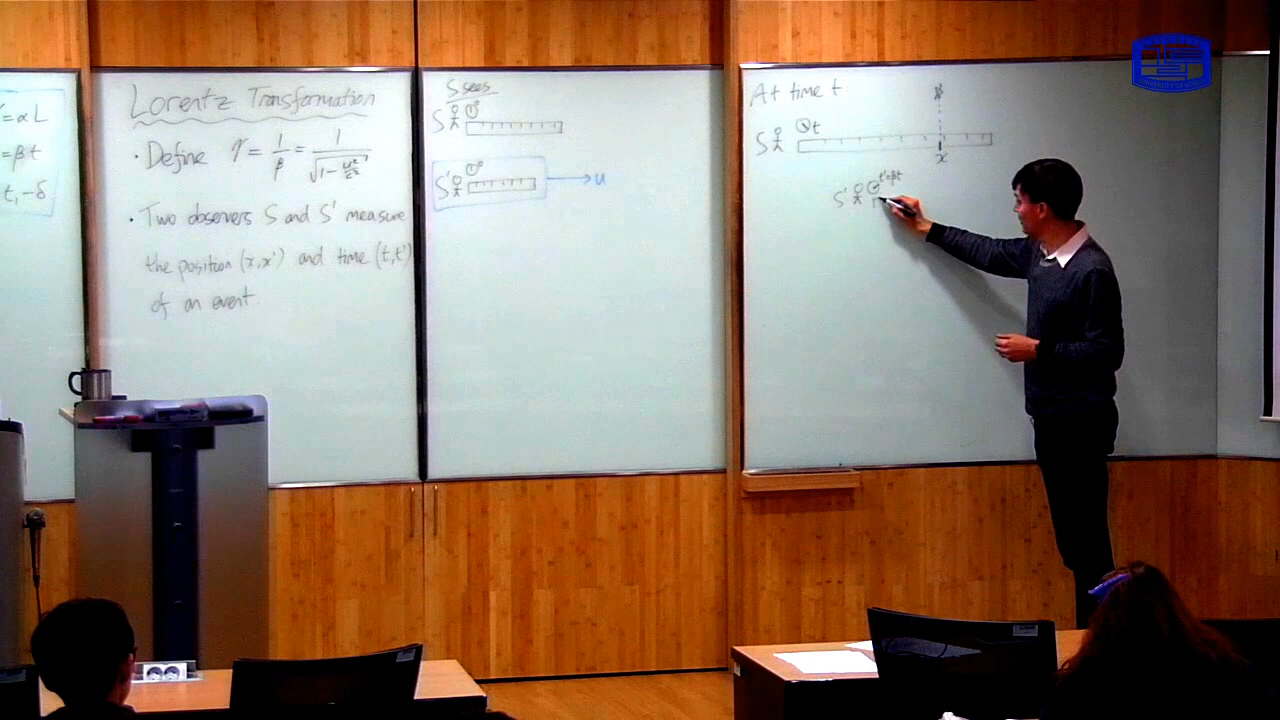 = αL
= βt
t, -δ
Lorentz Transformation
• Define γ = 1/β = 1/√(1-u²/c²)
• Two observers S and S' measure
the position (x,x') and time (t,t')
of an event
S sees
S
S' → u
At time t
S t
x
S' t'=βt